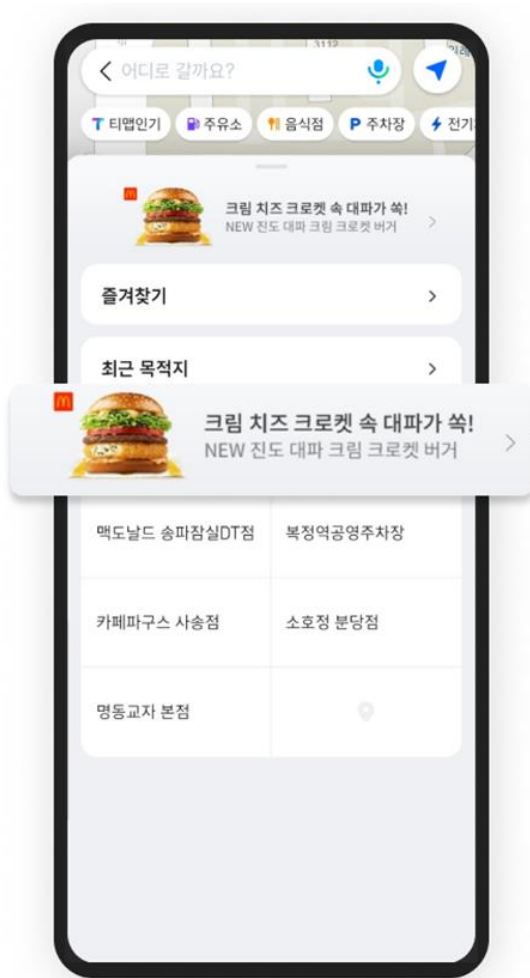 3112
어디로 갈까요?
티맵인기
주유소
음식점
P 주차장
크림 치즈 크로켓 속 대파가 쏙!
NEW 진도 대파 크림 크로켓 버거
즐겨찾기
최근 목적지
크림 치즈 크로켓 속 대파가 쏙!
NEW 진도 대파 크림 크로켓 버거
맥도날드 송파잠실DT점
복정역공영주차장
카페파구스 사송점
소호정 분당점
명동교자 본점